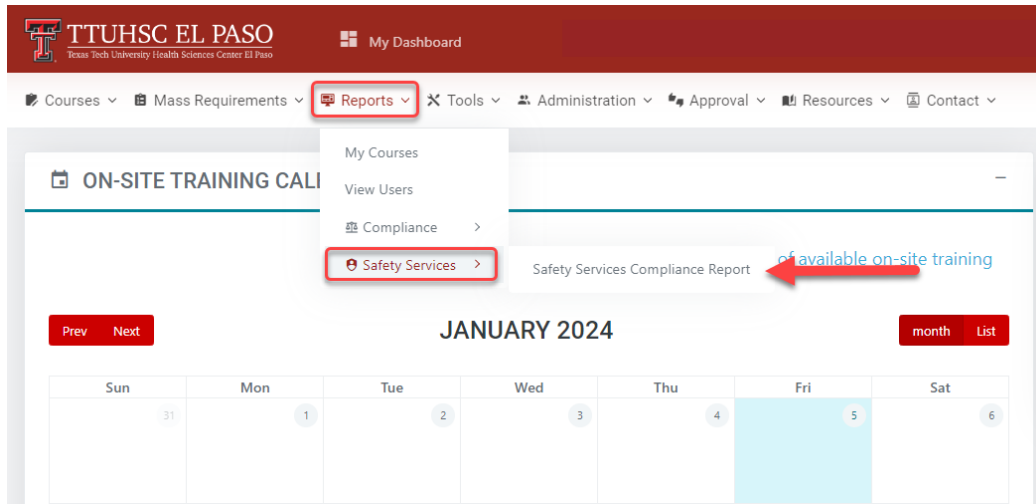 TTUHSC EL PASO
Texas Tech University Health Sciences Center El Paso
My Dashboard
Courses Mass Requirements Reports Tools Administration Approval Resources Contact
My Courses
View Users
Compliance
Safety Services
Safety Services Compliance Report
ON-SITE TRAINING
of available on-site training
Prev Next
JANUARY 2024
month List
Sun Mon Tue Wed Thu Fri Sat
31 1 2 3 4 5 6